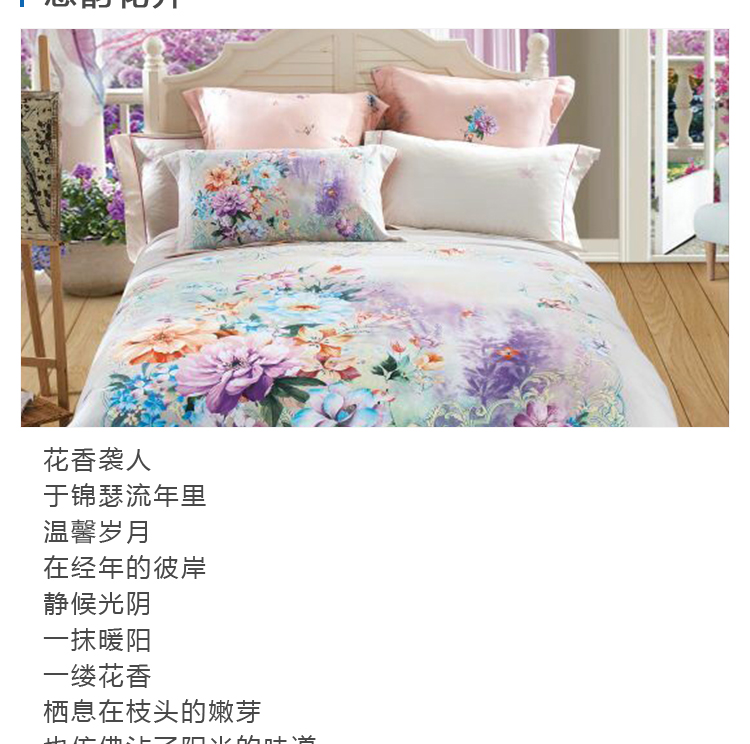 花香袭人
于锦瑟流年里
温馨岁月
在经年的彼岸
静候光阴
一抹暖阳
一缕花香
栖息在枝头的嫩芽